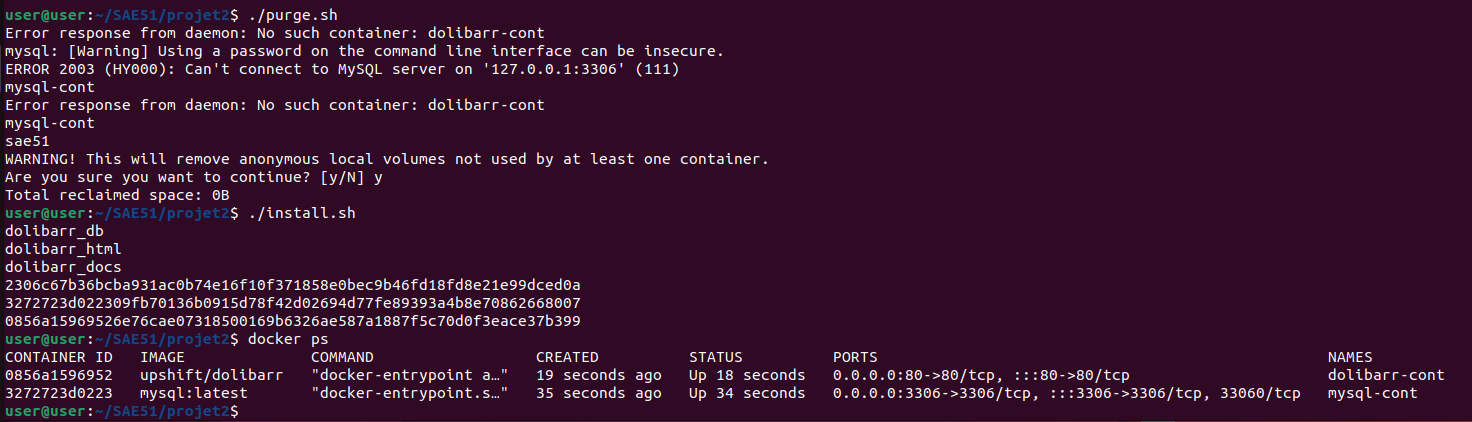 user@user:~/SAE51/projet2$ ./purge.sh
Error response from daemon: No such container: dolibarr-cont
mysql: [Warning] Using a password on the command line interface can be insecure.
ERROR 2003 (HY000): Can't connect to MySQL server on '127.0.0.1:3306' (111)
mysql-cont
Error response from daemon: No such container: dolibarr-cont
mysql-cont
sae51
WARNING! This will remove anonymous local volumes not used by at least one container.
Are you sure you want to continue? [y/N] y
Total reclaimed space: 0B
user@user:~/SAE51/projet2$ ./install.sh
dolibarr_db
dolibarr_html
dolibarr_docs
2306c67b36bcba931ac0b74e16f10f371858e0bec9b46fd18fd8e21e99dced0a
3272723d022309fb70136b0915d78f42d02694d77fe89393a4b8e70862668007
0856a15969526e76cae07318500169b6326ae587a1887f5c70d0f3eace37b399
user@user:~/SAE51/projet2$ docker ps
CONTAINER ID   IMAGE              COMMAND                  CREATED          STATUS          PORTS                                                  NAMES
0856a1596952   upshift/dolibarr   "docker-entrypoint a…"   19 seconds ago   Up 18 seconds   0.0.0.0:80->80/tcp, :::80->80/tcp                      dolibarr-cont
3272723d0223   mysql:latest       "docker-entrypoint.s…"   35 seconds ago   Up 34 seconds   0.0.0.0:3306->3306/tcp, :::3306->3306/tcp, 33060/tcp   mysql-cont
user@user:~/SAE51/projet2$